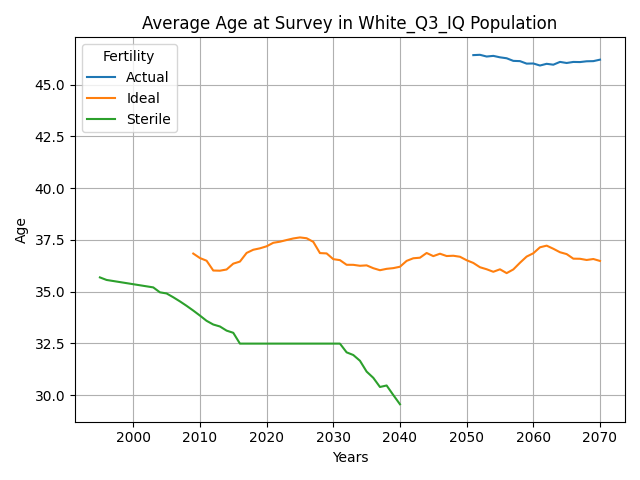 Average Age at Survey in White_Q3_IQ Population
Fertility
Actual
Ideal
Sterile
Age
45.0
42.5
40.0
37.5
35.0
32.5
30.0
2000 2010 2020 2030 2040 2050 2060 2070
Years